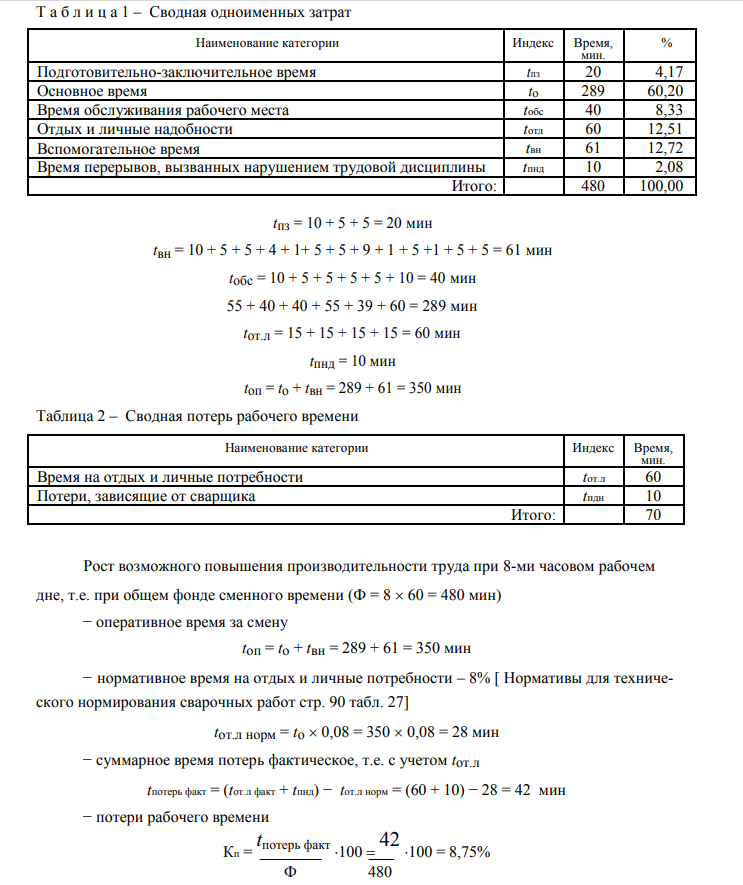 Т а б л и ц а 1 – Сводная одноименных затрат
Наименование категории Индекс Время, мин. %
Подготовительно-заключительное время tпз 20 4,17
Основное время to 289 60,20
Время обслуживания рабочего места tобс 40 8,33
Отдых и личные надобности tотл 60 12,51
Вспомогательное время tвн 61 12,72
Время перерывов, вызванных нарушением трудовой дисциплины tпнд 10 2,08
Итого: 480 100,00
tпз = 10 + 5 + 5 = 20 мин
tвн = 10 + 5 + 5 + 4 + 1+ 5 + 5 + 9 + 1 + 5 +1 + 5 + 5 = 61 мин
tобс = 10 + 5 + 5 + 5 + 5 + 10 = 40 мин
55 + 40 + 40 + 55 + 39 + 60 = 289 мин
tот.л = 15 + 15 + 15 + 15 = 60 мин
tпнд = 10 мин
tоп = to + tвн = 289 + 61 = 350 мин
Таблица 2 – Сводная потерь рабочего времени
Наименование категории Индекс Время, мин.
Время на отдых и личные потребности tот.л 60
Потери, зависящие от сварщика tпдн 10
Итого: 70
Рост возможного повышения производительности труда при 8-ми часовом рабочем
дне, т.е. при общем фонде сменного времени (Ф = 8 × 60 = 480 мин)
− оперативное время за смену
tоп = to + tвн = 289 + 61 = 350 мин
− нормативное время на отдых и личные потребности – 8% [ Нормативы для техниче-
ского нормирования сварочных работ стр. 90 табл. 27]
tот.л норм = to × 0,08 = 350 × 0,08 = 28 мин
− суммарное время потерь фактическое, т.е. с учетом tот.л
tпотерь факт = (tот.л факт + tпнд) − tот.л норм = (60 + 10) − 28 = 42 мин
− потери рабочего времени
Кп = tпотерь факт / Ф ·100 = 42 / 480 ·100 = 8,75%